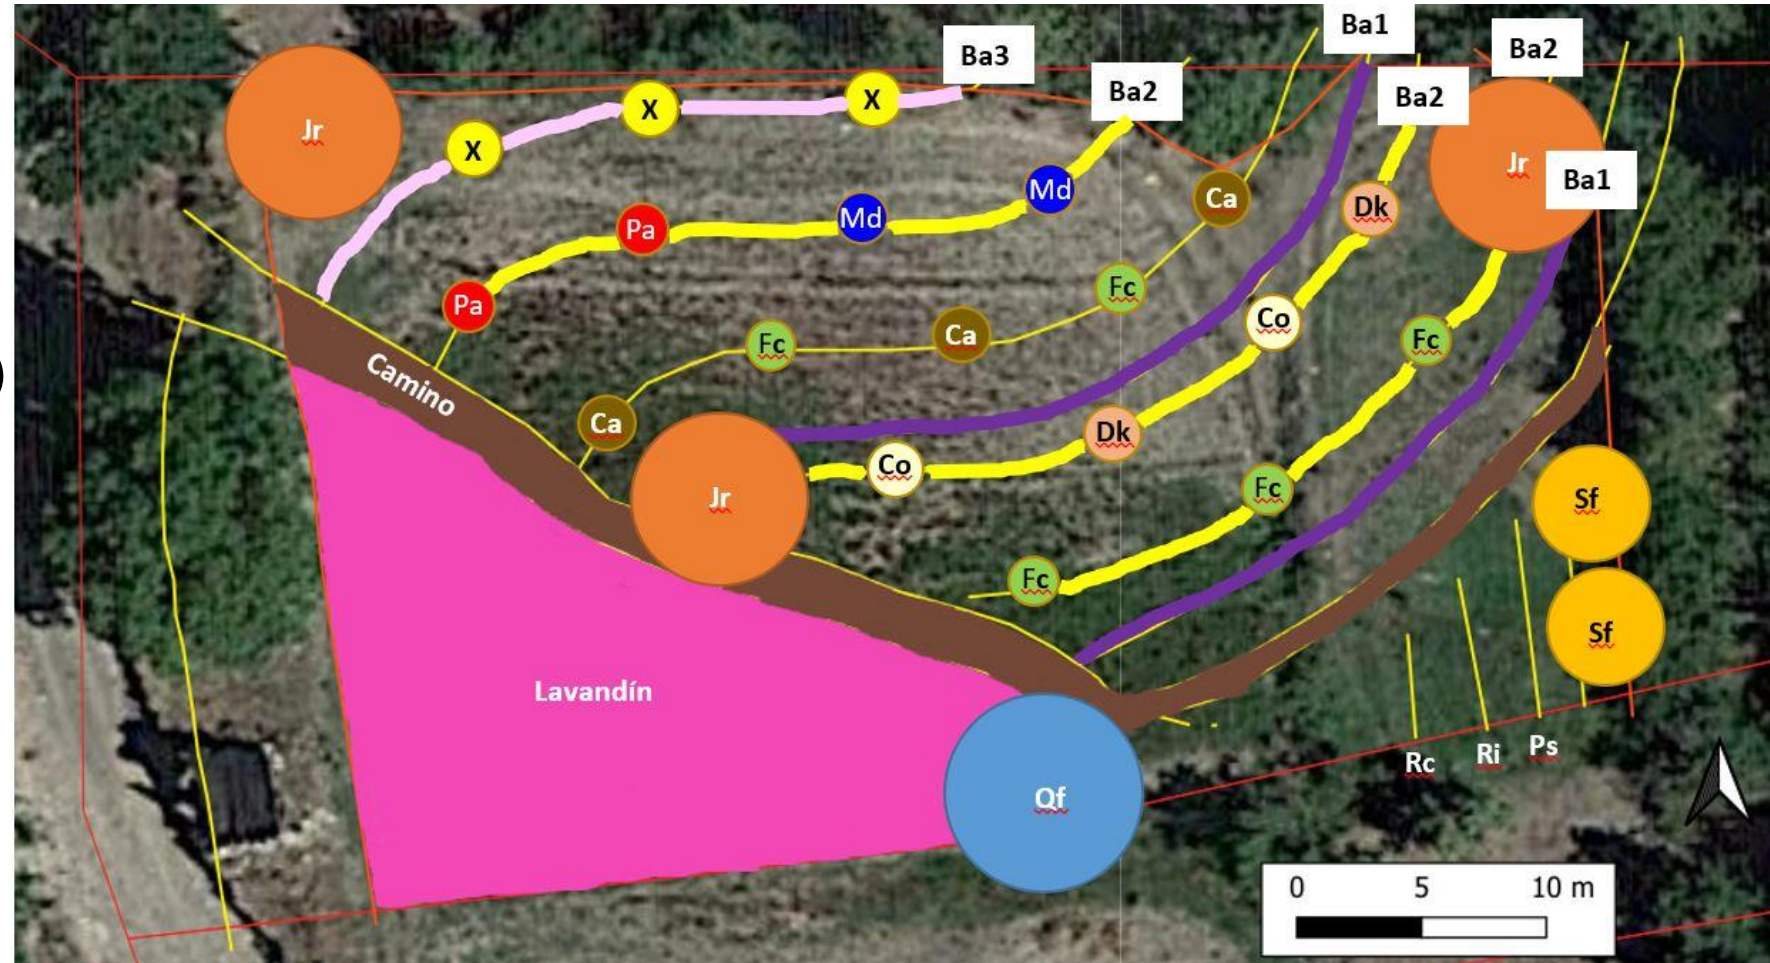 Ba1
Ba2
Ba3
Ba2
Ba2
Jr
X
X
X
Jr
Ba1
Md
Ca
Dk
Pa
Md
Pa
Fc
Co
Fc
Ca
Fc
Camino
Ca
Dk
Co
Jr
Fc
Sf
Fc
Sf
Lavandín
Rc
Ri
Ps
Qf
0 5 10 m